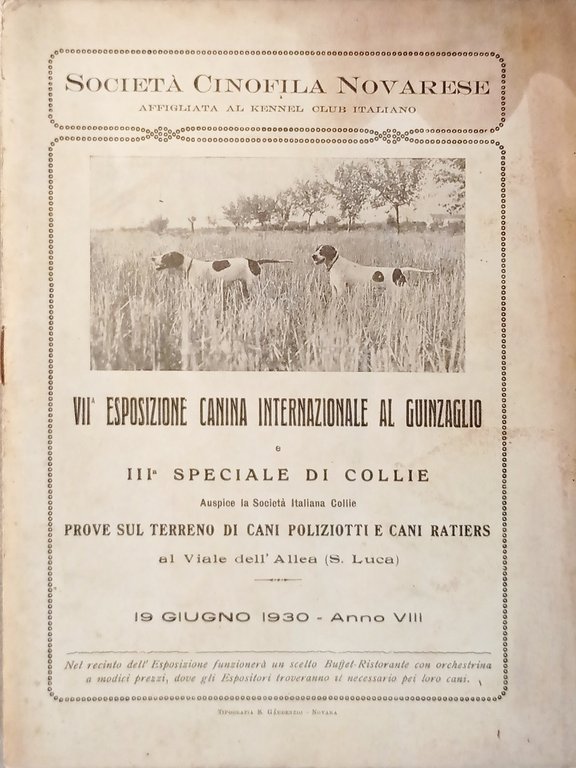 SOCIETÀ CINOFILA NOVARESE
AFFIGLIATA AL KENNEL CLUB ITALIANO
VIIᴬ ESPOSIZIONE CANINA INTERNAZIONALE AL GUINZAGLIO
e
IIIª SPECIALE DI COLLIE
Auspice la Società Italiana Collie
PROVE SUL TERRENO DI CANI POLIZIOTTI E CANI RATIERS
al Viale dell'Allea (S. Luca)
19 GIUGNO 1930 - Anno VIII
Nel recinto dell'Esposizione funzionerà un scelto Buffet-Ristorante con orchestrina
a modici prezzi, dove gli Espositori troveranno il necessario pei loro cani.
TIPOGRAFIA B. - NOVARA